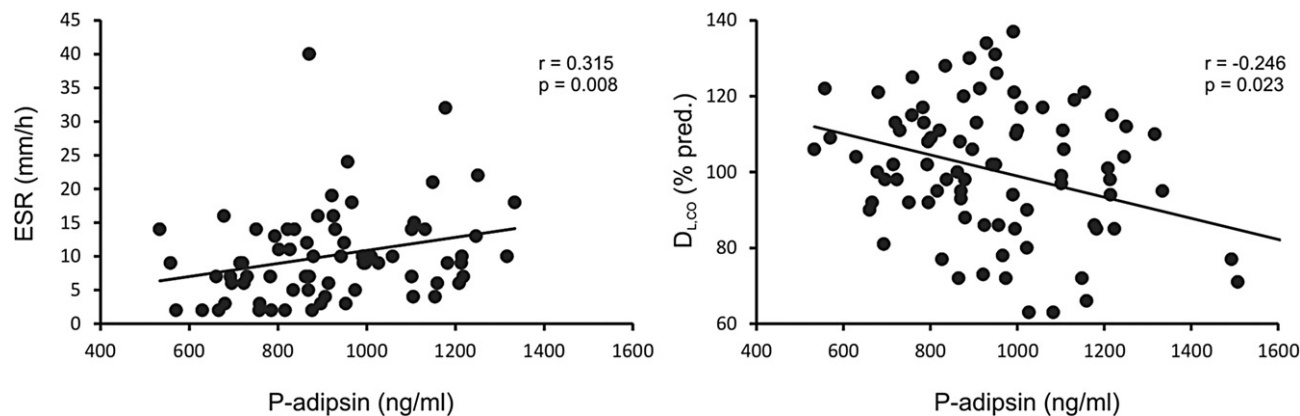 45
40
35
30
25
20
15
10
5
0
ESR (mm/h)
r = 0.315
p = 0.008
400 600 800 1000 1200 1400 1600
P-adipsin (ng/ml)
140
120
100
80
60
D L,CO (% pred.)
r = -0.246
p = 0.023
400 600 800 1000 1200 1400 1600
P-adipsin (ng/ml)